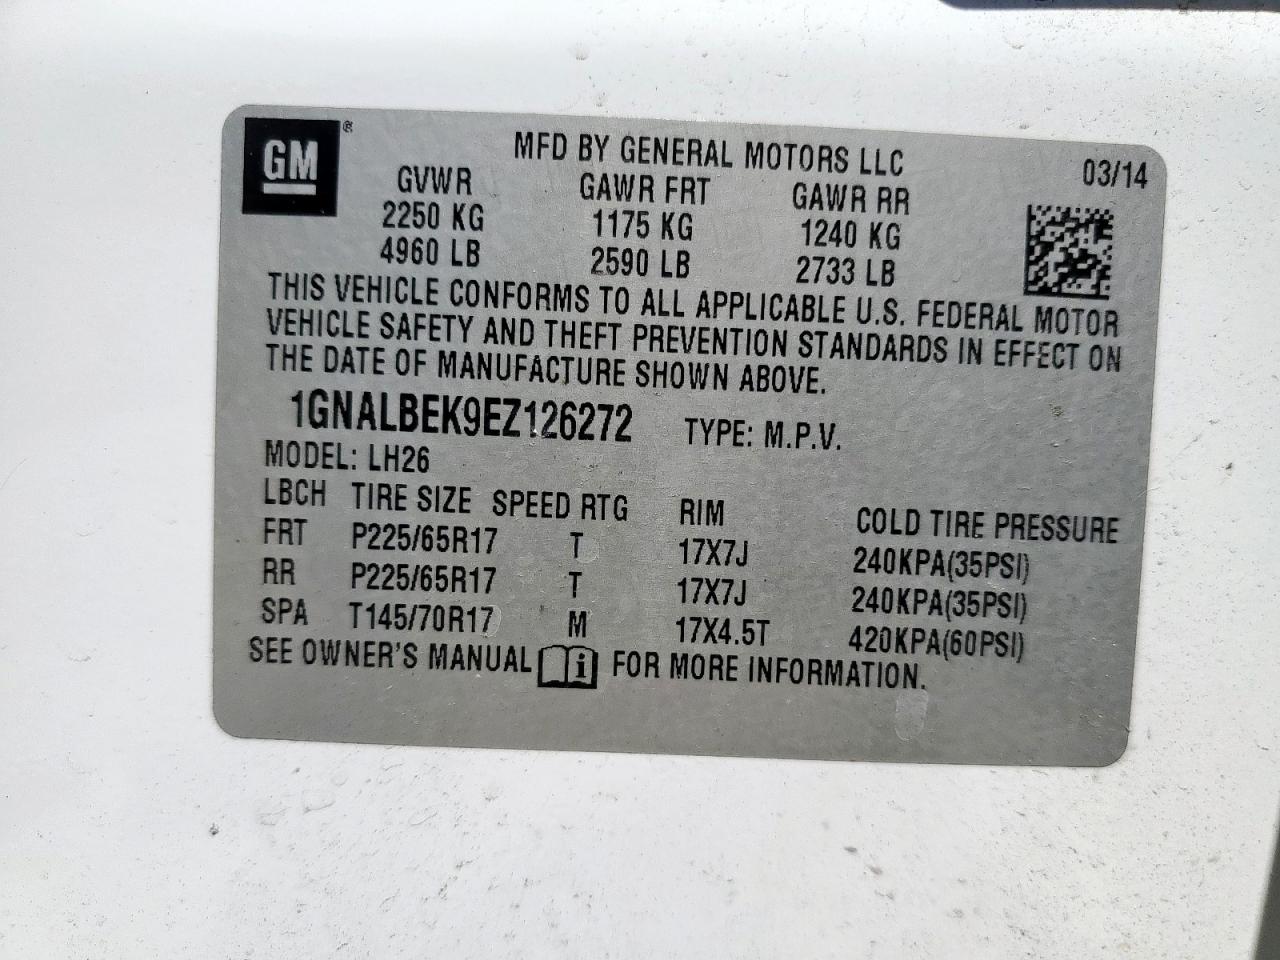 GM®
MFD BY GENERAL MOTORS LLC 03/14
GVWR GAWR FRT GAWR RR
2250 KG 1175 KG 1240 KG
4960 LB 2590 LB 2733 LB
THIS VEHICLE CONFORMS TO ALL APPLICABLE U.S. FEDERAL MOTOR
VEHICLE SAFETY AND THEFT PREVENTION STANDARDS IN EFFECT ON
THE DATE OF MANUFACTURE SHOWN ABOVE.
1GNALBEK9EZ126272 TYPE: M.P.V.
MODEL: LH26
LBCH TIRE SIZE SPEED RTG RIM COLD TIRE PRESSURE
FRT P225/65R17 T 17X7J 240KPA(35PSI)
RR P225/65R17 T 17X7J 240KPA(35PSI)
SPA T145/70R17 M 17X4.5T 420KPA(60PSI)
SEE OWNER'S MANUAL i FOR MORE INFORMATION.